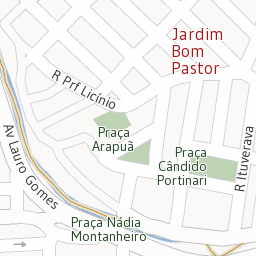 Jardim
Bom
Pastor
R Prf Licínio
Praça
Arapuã
Praça
Cândido
Portinari
R Ituverava
Av Lauro Gomes
Praça Nádia
Montanheiro